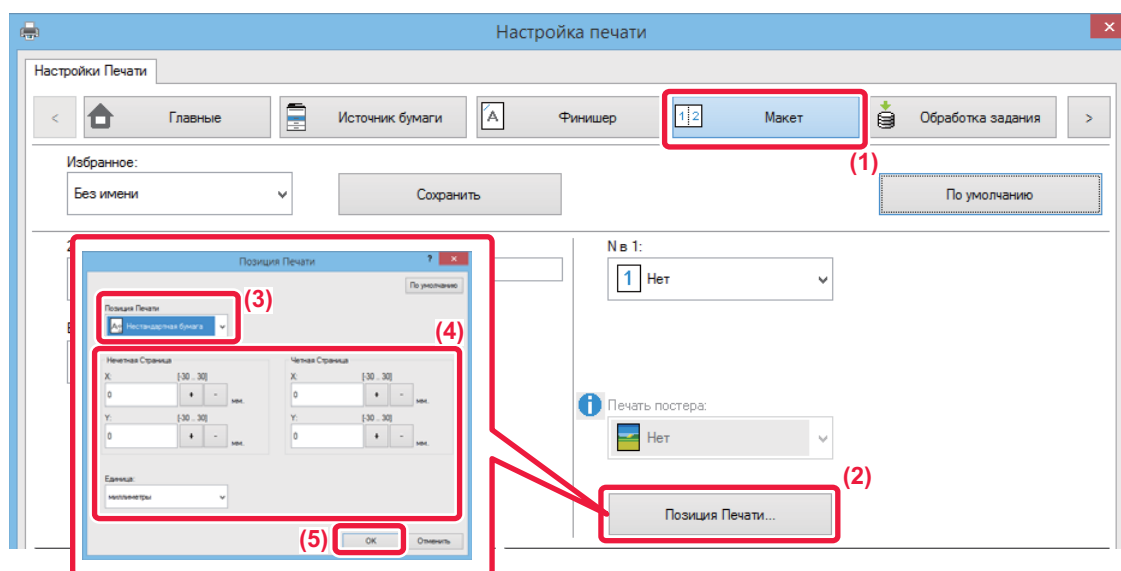 Настройка печати
Настройки Печати
< Главные Источник бумаги A Финишер 1 2 Макет Обработка задания >
(1)
Избранное:
Без имени Сохранить По умолчанию
N в 1:
1 Нет
Позиция Печати ? ×
По умолчанию
Позиция Печати (3)
Нестандартная бумага
(4)
Нечетная Страница Четная Страница
X: [-30 .. 30] X: [-30 .. 30]
0 + - мм. 0 + - мм.
Y: [-30 .. 30] Y: [-30 .. 30]
0 + - мм. 0 + - мм.
Единица:
миллиметры
(5) OK Отменить
Печать постера:
Нет
(2)
Позиция Печати...